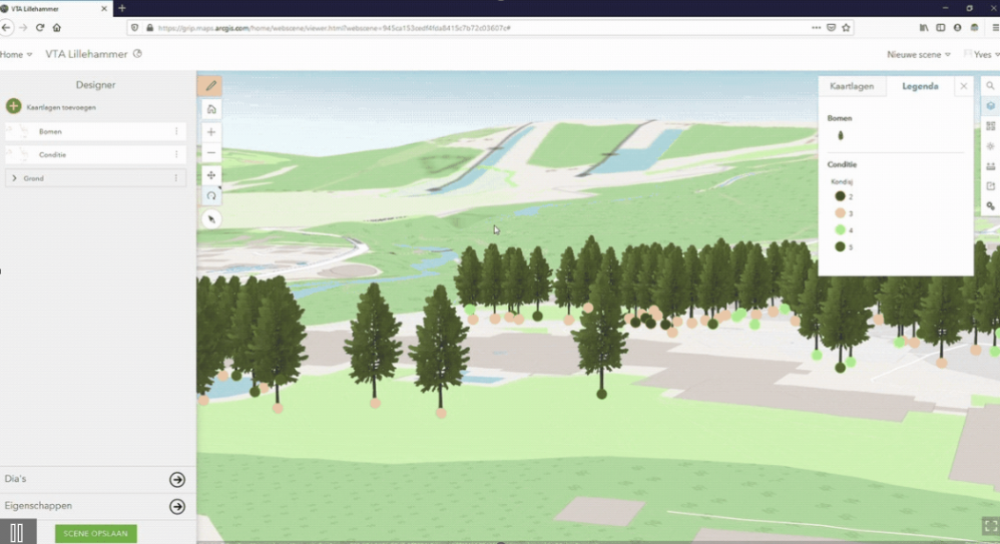 VTA Lillehammer
https://grip.maps.arcgis.com/home/webscene/viewer.html?webscene=945ca153cedf4fda8415c7b72c03607c#
Home
VTA Lillehammer
Nieuwe scene
Yves
Designer
Kaartlagen toevoegen
Bomen
Conditie
Grond
Dia's
Eigenschappen
SCENE OPSLAAN
Kaartlagen
Legenda
Bomen
Conditie
2
3
4
5